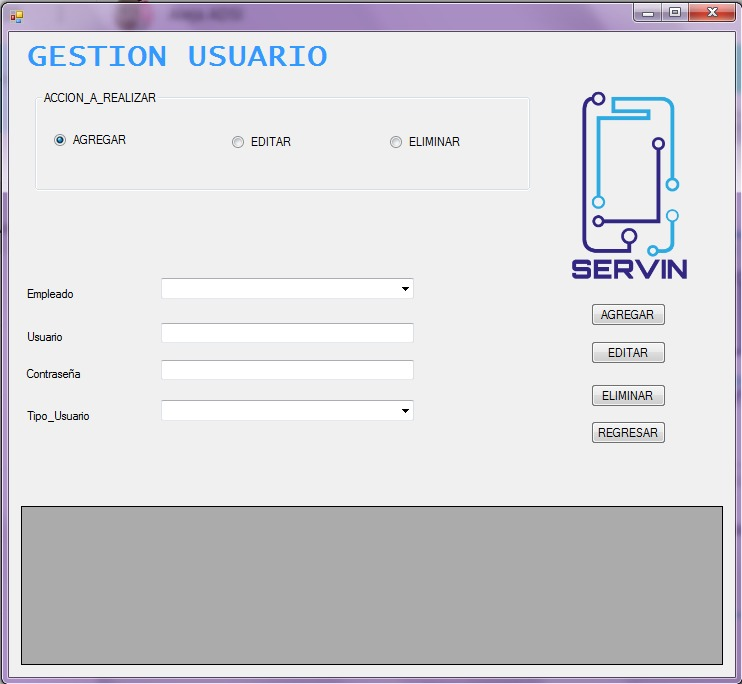 GESTION USUARIO
ACCION_A_REALIZAR
AGREGAR
EDITAR
ELIMINAR
SERVIN
Empleado
Usuario
Contraseña
Tipo_Usuario
AGREGAR
EDITAR
ELIMINAR
REGRESAR